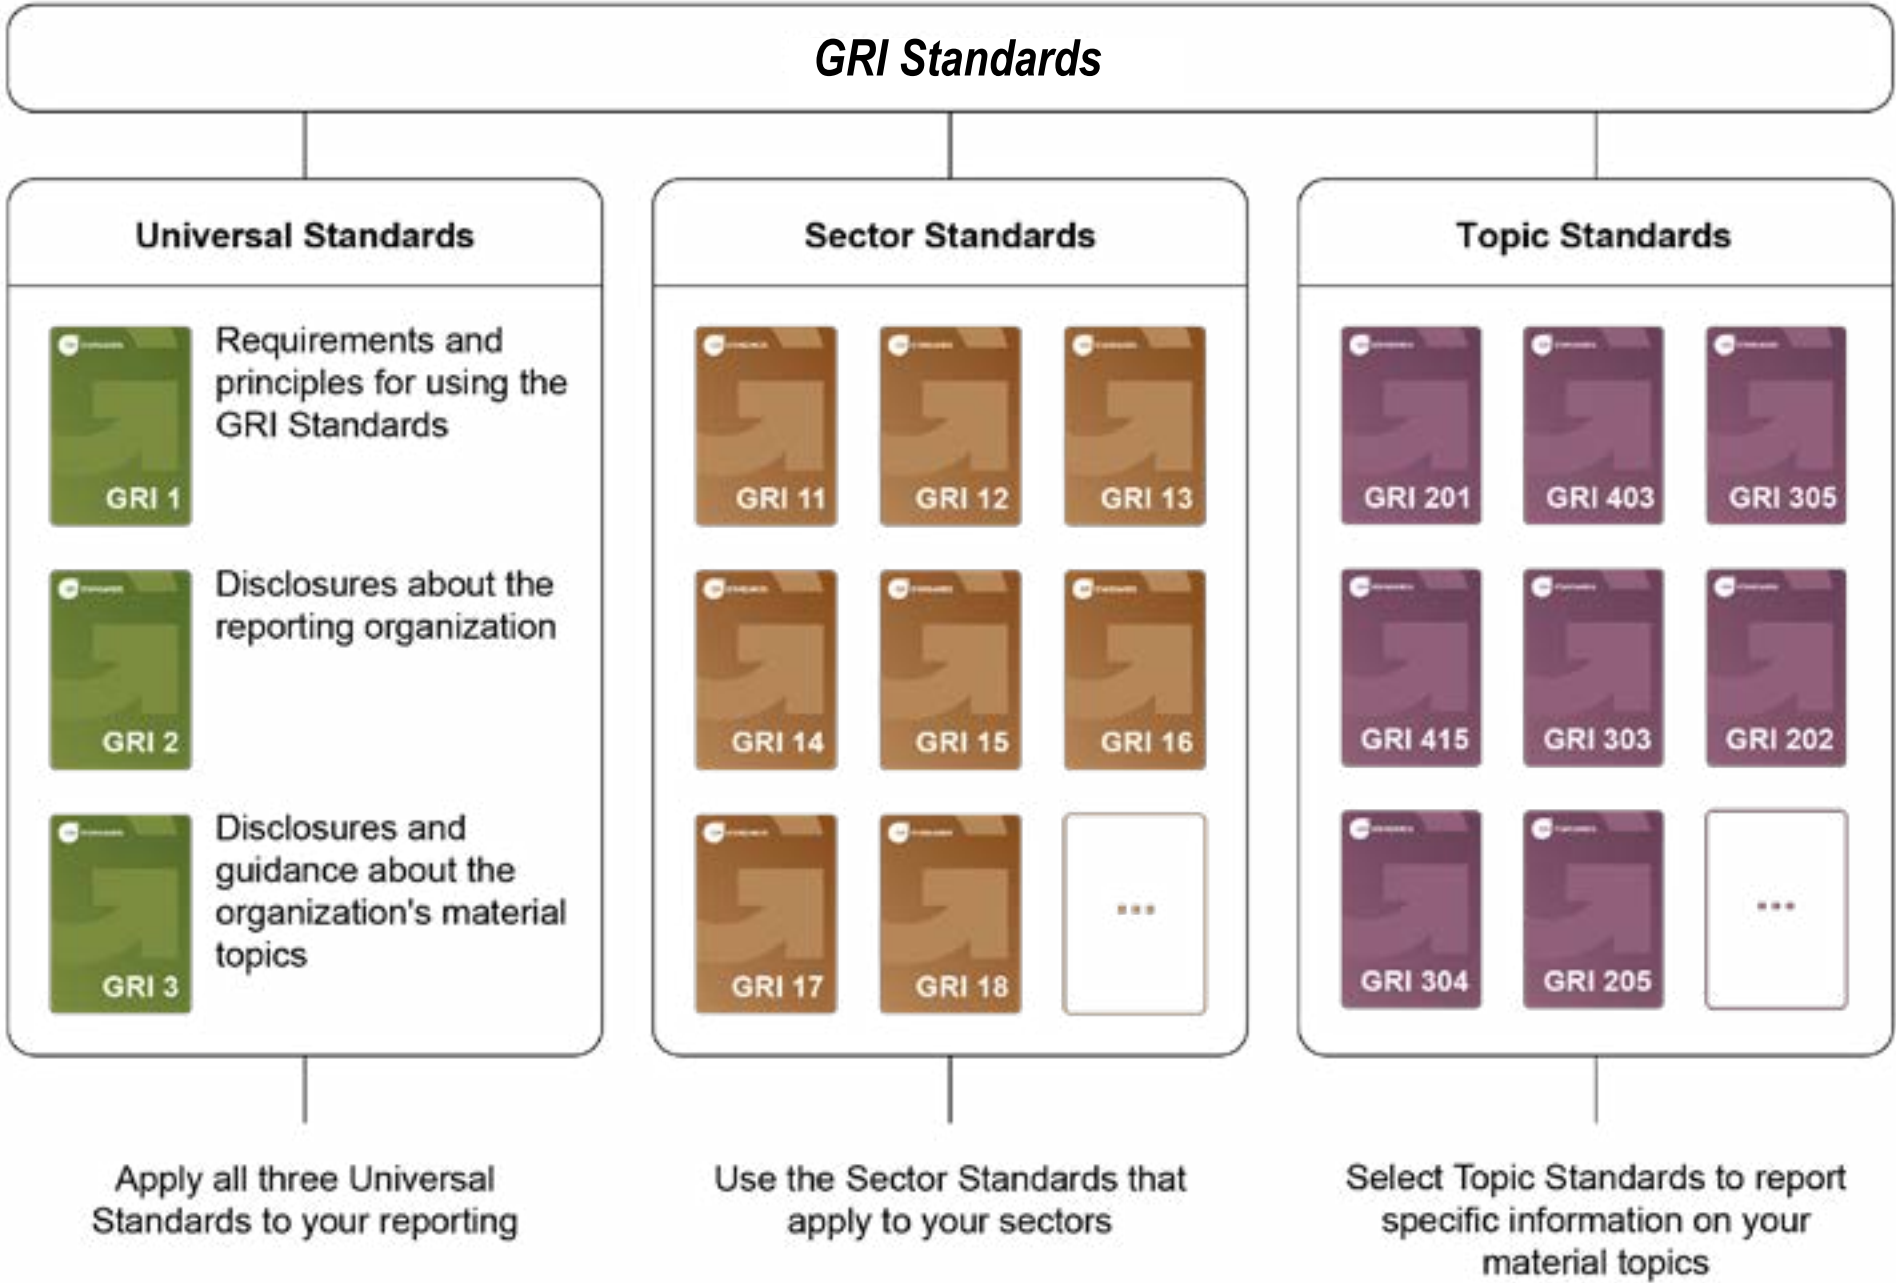 GRI Standards
Universal Standards
Requirements and
principles for using the
GRI Standards
GRI 1
Disclosures about the
reporting organization
GRI 2
Disclosures and
guidance about the
organization's material
topics
GRI 3
Apply all three Universal
Standards to your reporting
Sector Standards
GRI 11
GRI 12
GRI 13
GRI 14
GRI 15
GRI 16
GRI 17
GRI 18
...
Use the Sector Standards that
apply to your sectors
Topic Standards
GRI 201
GRI 403
GRI 305
GRI 415
GRI 303
GRI 202
GRI 304
GRI 205
...
Select Topic Standards to report
specific information on your
material topics